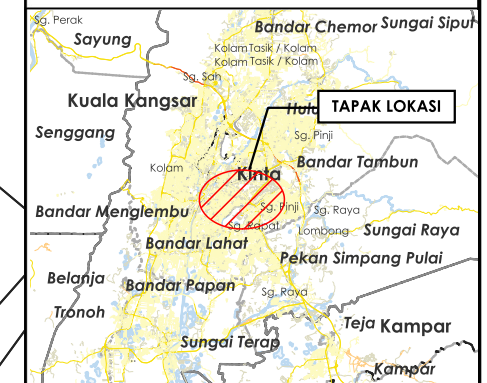 Sg. Perak
Sayung
Bandar Chemor
Sungai Siput
Kolam Tasik / Kolam
Kolam Tasik / Kolam
Sg. Sah
Kuala Kangsar
Hulu
TAPAK LOKASI
Senggang
Sg. Pinji
Kolam
Bandar Tambun
Kinta
Bandar Menglembu
Sg. Pinji
Sg. Raya
Sg. Rapat
Lombong
Sungai Raya
Bandar Lahat
Pekan Simpang Pulai
Belanja
Bandar Papan
Sg. Raya
Tronoh
Teja
Kampar
Sungai Terap
Kampar